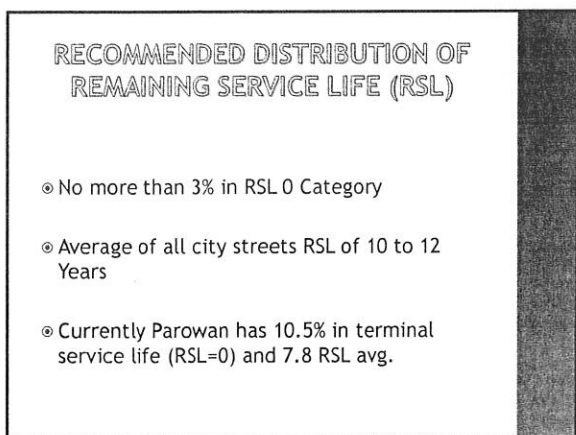 RECOMMENDED DISTRIBUTION OF
REMAINING SERVICE LIFE (RSL)
No more than 3% in RSL 0 Category
Average of all city streets RSL of 10 to 12
Years
Currently Parowan has 10.5% in terminal
service life (RSL=0) and 7.8 RSL avg.